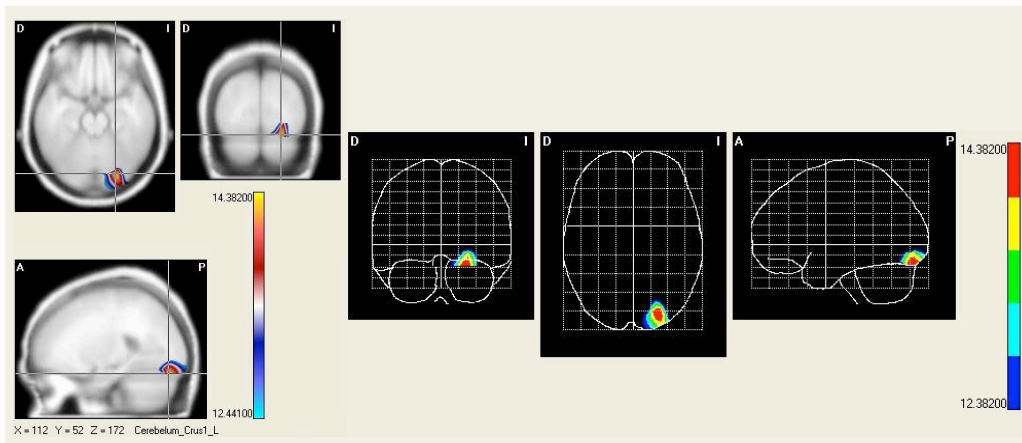 D I
D I
D I
D I
A P
14.38200
14.38200
A P
12.44100
12.38200
X = 112 Y = 52 Z = 172 Cerebelum_Crus1_L